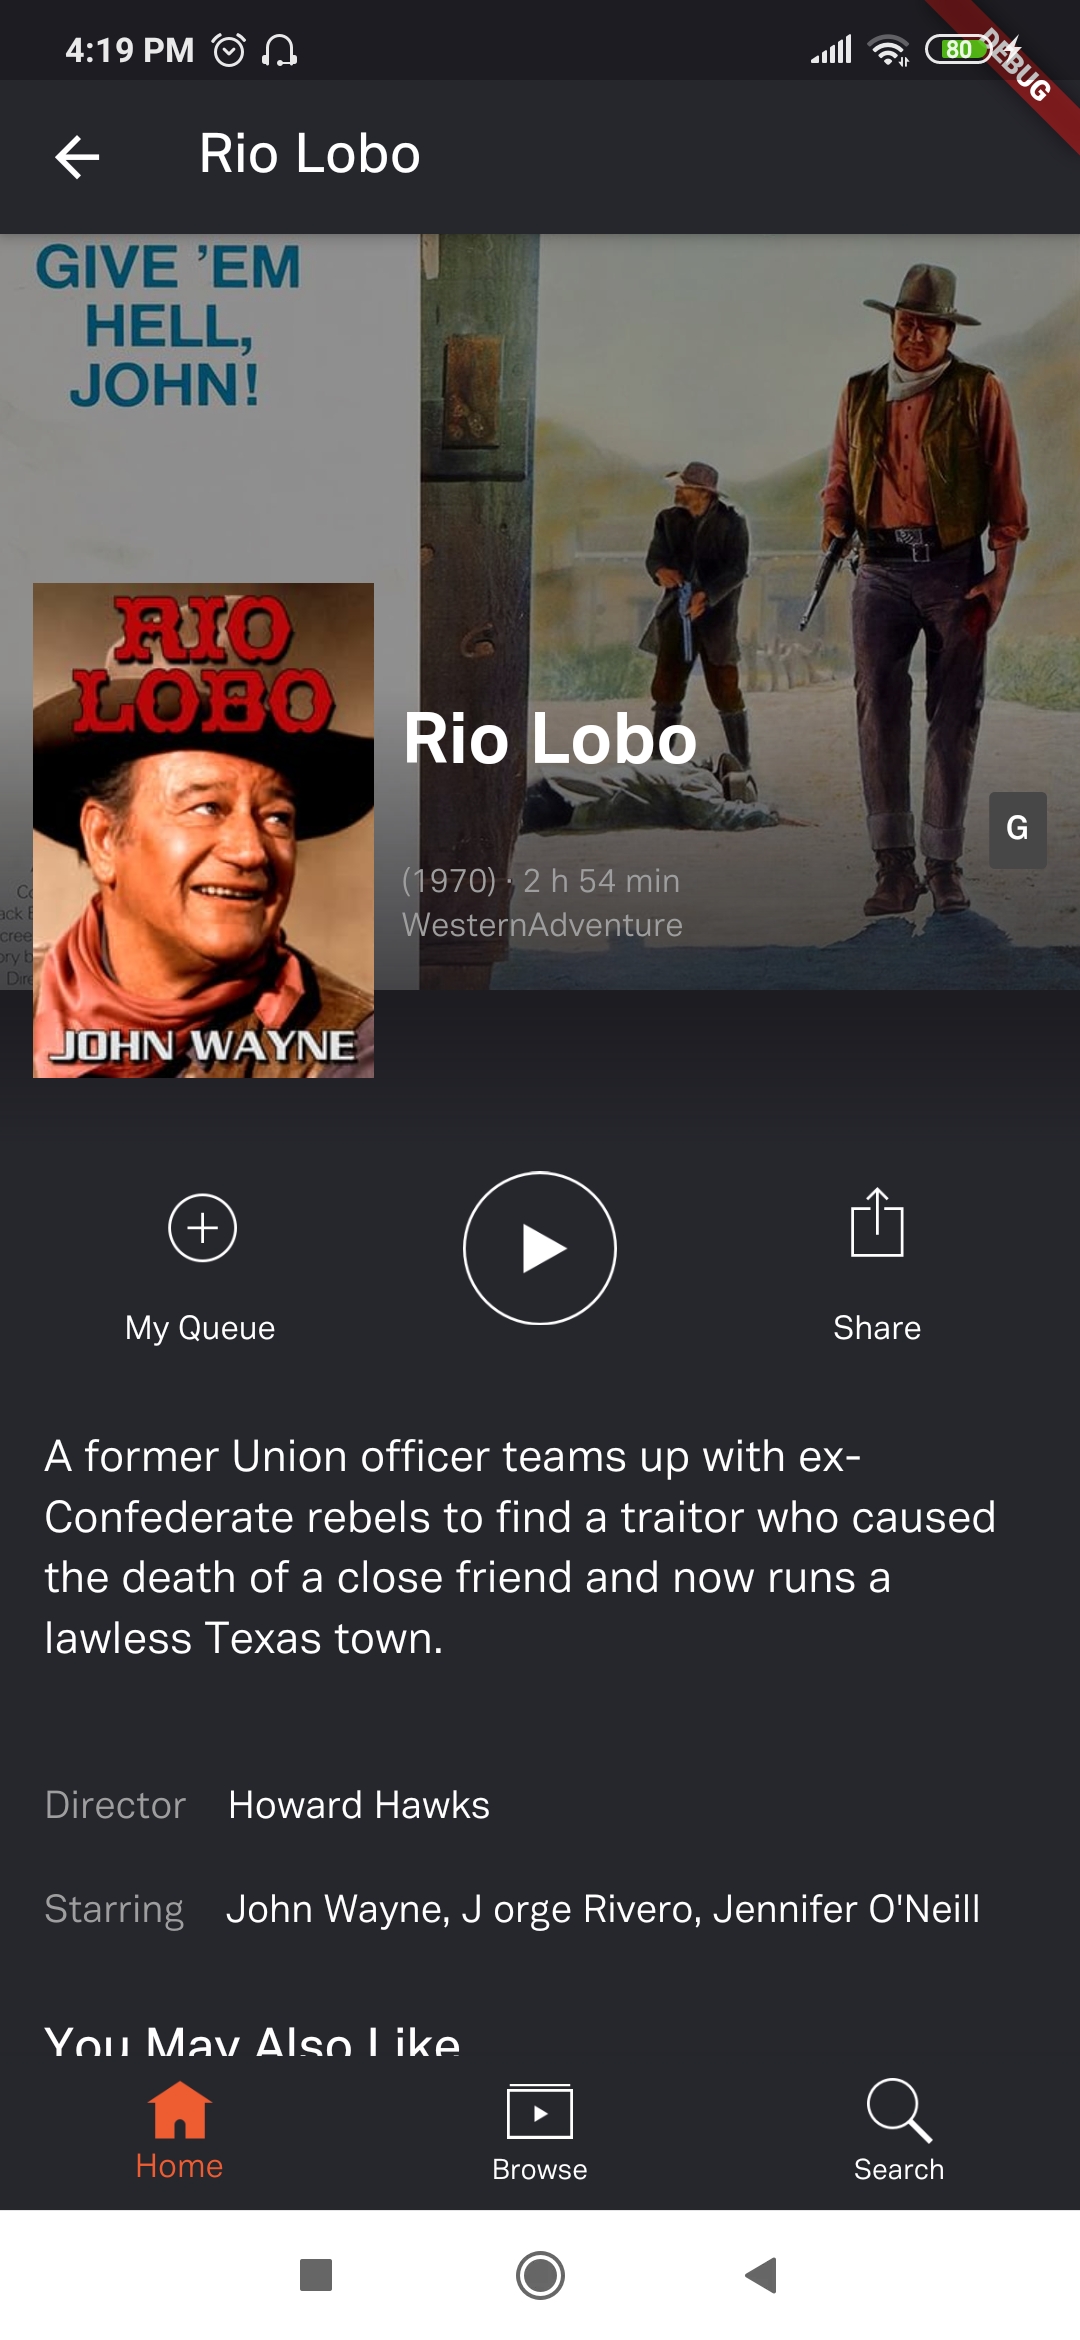 4:19 PM
80
DEBUG
Rio Lobo
GIVE 'EM
HELL,
JOHN!
RIO
LOBO
JOHN WAYNE
Rio Lobo
G
(1970) · 2 h 54 min
WesternAdventure
My Queue
Share
A former Union officer teams up with ex-
Confederate rebels to find a traitor who caused
the death of a close friend and now runs a
lawless Texas town.
Director Howard Hawks
Starring John Wayne, J orge Rivero, Jennifer O'Neill
You May Also Like
Home
Browse
Search